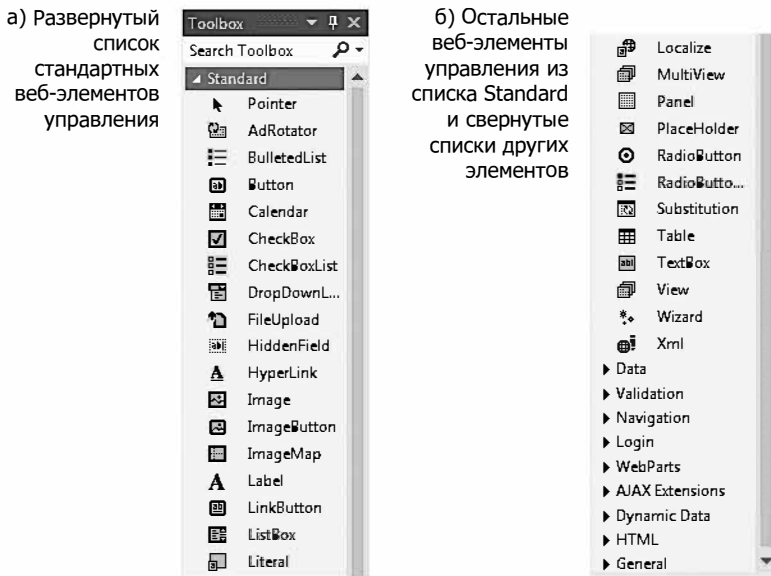 а) Развернутый
список
стандартных
веб-элементов
управления
Toolbox
Search Toolbox
Standard
Pointer
AdRotator
BulletedList
Button
Calendar
CheckBox
CheckBoxList
DropDownL...
FileUpload
HiddenField
HyperLink
Image
ImageButton
ImageMap
Label
LinkButton
ListBox
Literal
б) Остальные
веб-элементы
управления из
списка Standard
и свернутые
списки других
элементов
Localize
MultiView
Panel
PlaceHolder
RadioButton
RadioButto...
Substitution
Table
TextBox
View
Wizard
Xml
Data
Validation
Navigation
Login
WebParts
AJAX Extensions
Dynamic Data
HTML
General